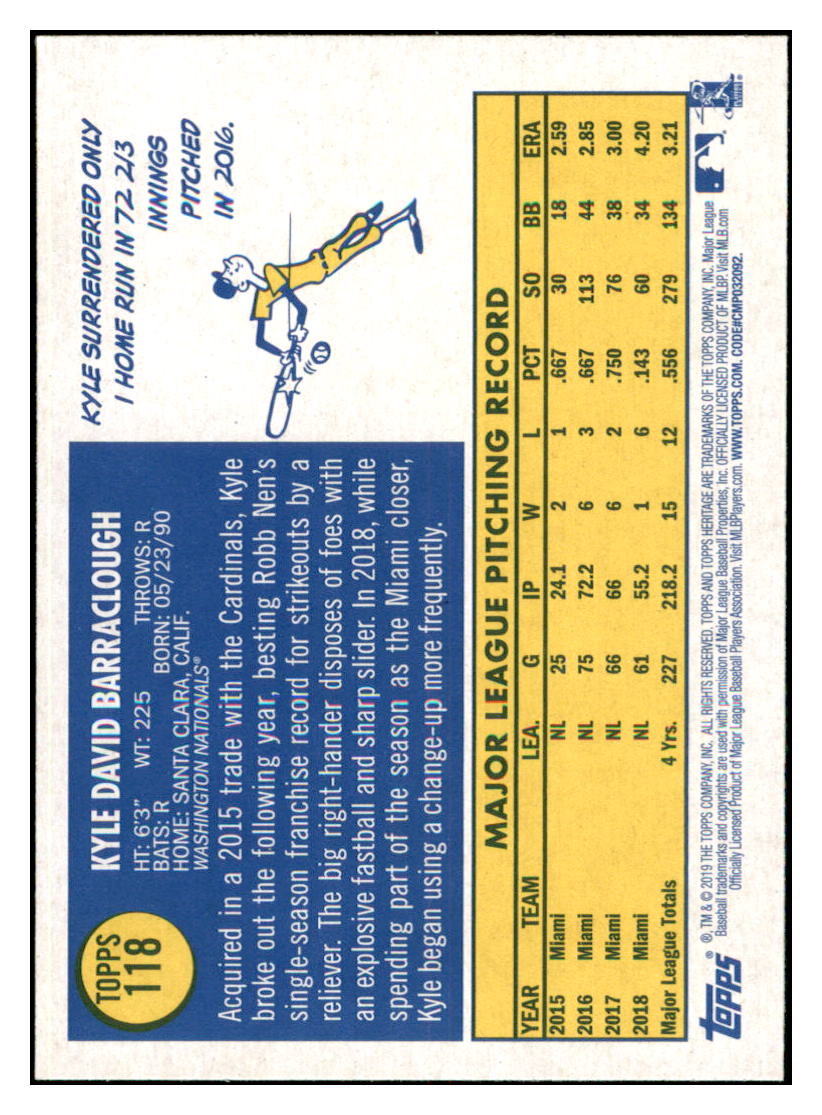 TOPPS
118
KYLE DAVID BARRACLOUGH
HT: 6'3" WT: 225 THROWS: R
BATS: R BORN: 05/23/90
HOME: SANTA CLARA, CALIF.
WASHINGTON NATIONALS®
Acquired in a 2015 trade with the Cardinals, Kyle
broke out the following year, besting Robb Nen's
single-season franchise record for strikeouts by a
reliever. The big right-hander disposes of foes with
an explosive fastball and sharp slider. In 2018, while
spending part of the season as the Miami closer,
Kyle began using a change-up more frequently.
KYLE SURRENDERED ONLY
1 HOME RUN IN 72 2/3
INNINGS
PITCHED
IN 2016.
MAJOR LEAGUE PITCHING RECORD
YEAR TEAM LEA. G IP W L PCT SO BB ERA
2015 Miami NL 25 24.1 2 1 .667 30 18 2.59
2016 Miami NL 75 72.2 6 3 .667 113 44 2.85
2017 Miami NL 66 66 6 2 .750 76 38 3.00
2018 Miami NL 61 55.2 1 6 .143 60 34 4.20
Major League Totals 4 Yrs. 227 218.2 15 12 .556 279 134 3.21
topps®
®, TM & © 2019 THE TOPPS COMPANY, INC. ALL RIGHTS RESERVED. TOPPS AND TOPPS HERITAGE ARE TRADEMARKS OF THE TOPPS COMPANY, INC. Major League
Baseball trademarks and copyrights are used with permission of Major League Baseball Properties, Inc. OFFICIALLY LICENSED PRODUCT OF MLBP. Visit MLB.com
Officially Licensed Product of Major League Baseball Players Association. Visit MLBPlayers.com. WWW.TOPPS.COM. CODE#CMP032092.